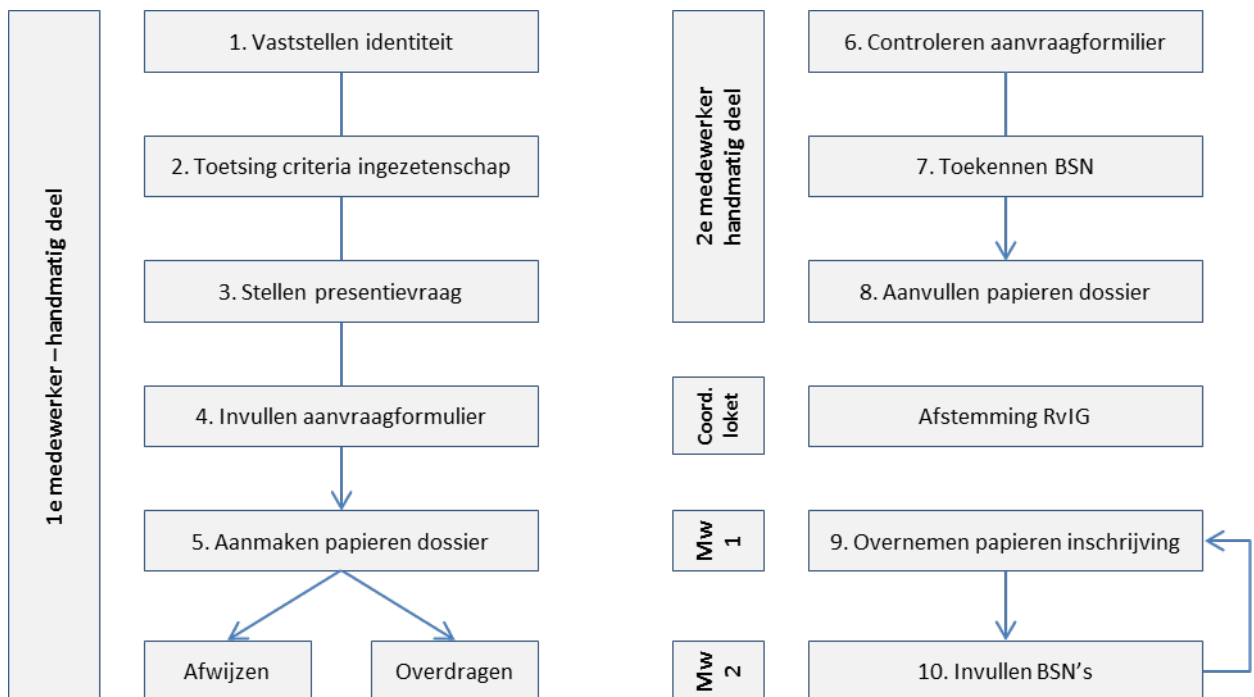 1e medewerker – handmatig deel
1. Vaststellen identiteit
2. Toetsing criteria ingezetenschap
3. Stellen presentievraag
4. Invullen aanvraagformulier
5. Aanmaken papieren dossier
Afwijzen
Overdragen
2e medewerker
handmatig deel
6. Controleren aanvraagformilier
7. Toekennen BSN
8. Aanvullen papieren dossier
Coord.
loket
Afstemming RvIG
Mw
1
9. Overnemen papieren inschrijving
Mw
2
10. Invullen BSN's